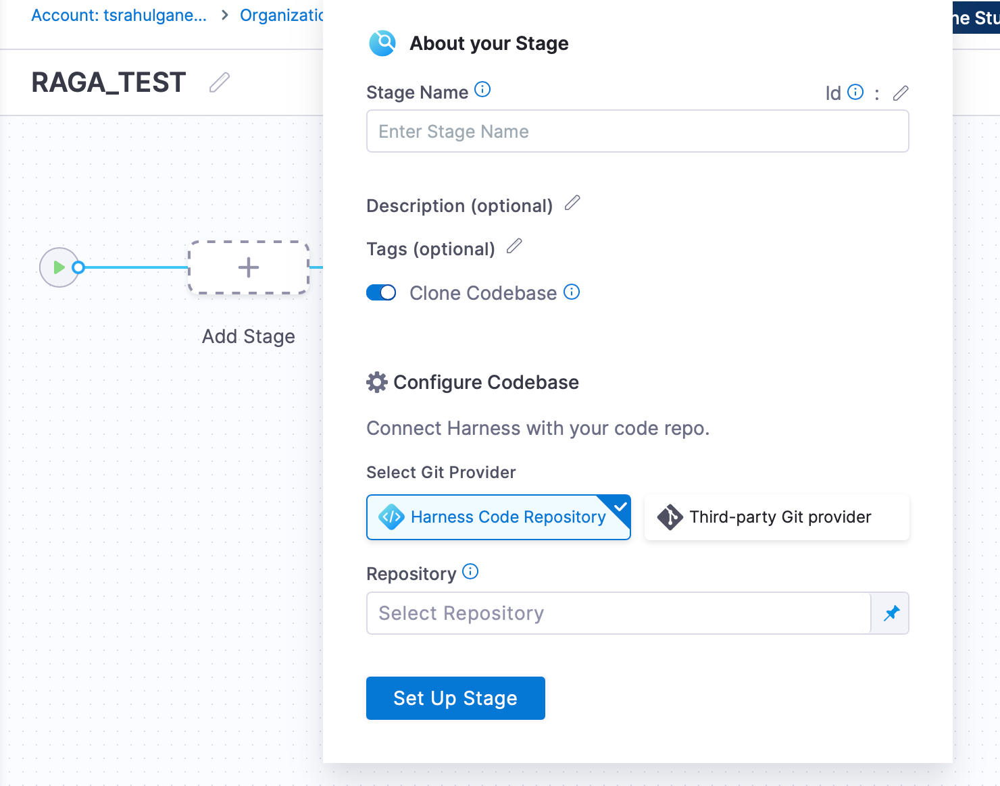 Account: tsrahulgane... > Organizatio
RAGA_TEST
Add Stage
About your Stage
Stage Name
Id :
Enter Stage Name
Description (optional)
Tags (optional)
Clone Codebase
Configure Codebase
Connect Harness with your code repo.
Select Git Provider
Harness Code Repository
Third-party Git provider
Repository
Select Repository
Set Up Stage
ne Stu